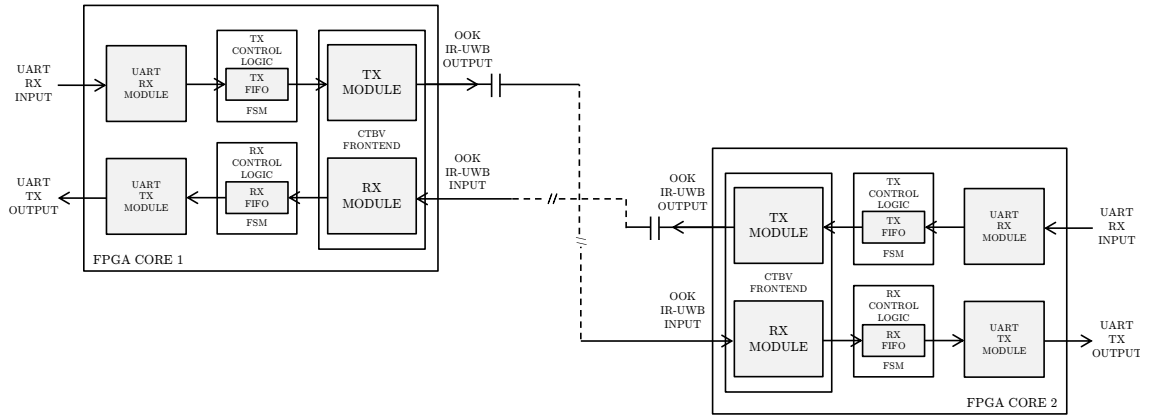 UART
RX
INPUT
UART
RX
MODULE
TX
CONTROL
LOGIC
TX
FIFO
FSM
TX
MODULE
OOK
IR-UWB
OUTPUT
CTBV
FRONTEND
UART
TX
OUTPUT
UART
TX
MODULE
RX
CONTROL
LOGIC
RX
FIFO
FSM
RX
MODULE
OOK
IR-UWB
INPUT
FPGA CORE 1
OOK
IR-UWB
OUTPUT
TX
MODULE
TX
CONTROL
LOGIC
TX
FIFO
FSM
UART
RX
MODULE
UART
RX
INPUT
CTBV
FRONTEND
OOK
IR-UWB
INPUT
RX
MODULE
RX
CONTROL
LOGIC
RX
FIFO
FSM
UART
TX
MODULE
UART
TX
OUTPUT
FPGA CORE 2